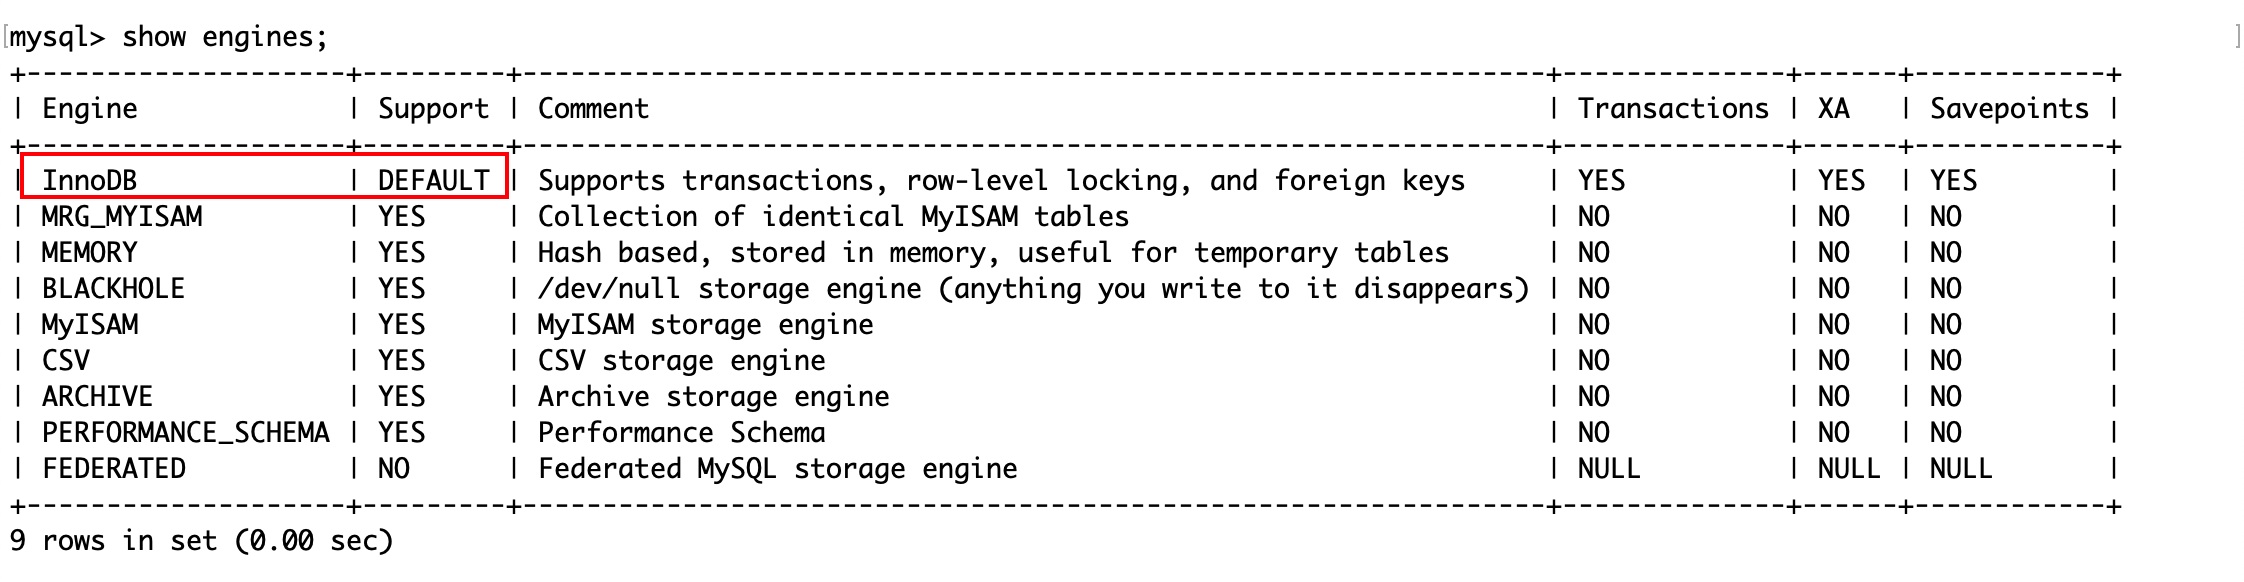 [mysql> show engines; ]
+--------------------+---------+----------------------------------------------------------------+--------------+------+------------+
| Engine             | Support | Comment                                                        | Transactions | XA   | Savepoints |
+--------------------+---------+----------------------------------------------------------------+--------------+------+------------+
| InnoDB             | DEFAULT | Supports transactions, row-level locking, and foreign keys     | YES          | YES  | YES        |
| MRG_MYISAM         | YES     | Collection of identical MyISAM tables                          | NO           | NO   | NO         |
| MEMORY             | YES     | Hash based, stored in memory, useful for temporary tables      | NO           | NO   | NO         |
| BLACKHOLE          | YES     | /dev/null storage engine (anything you write to it disappears) | NO           | NO   | NO         |
| MyISAM             | YES     | MyISAM storage engine                                          | NO           | NO   | NO         |
| CSV                | YES     | CSV storage engine                                             | NO           | NO   | NO         |
| ARCHIVE            | YES     | Archive storage engine                                         | NO           | NO   | NO         |
| PERFORMANCE_SCHEMA | YES     | Performance Schema                                             | NO           | NO   | NO         |
| FEDERATED          | NO      | Federated MySQL storage engine                                 | NULL         | NULL | NULL       |
+--------------------+---------+----------------------------------------------------------------+--------------+------+------------+
9 rows in set (0.00 sec)